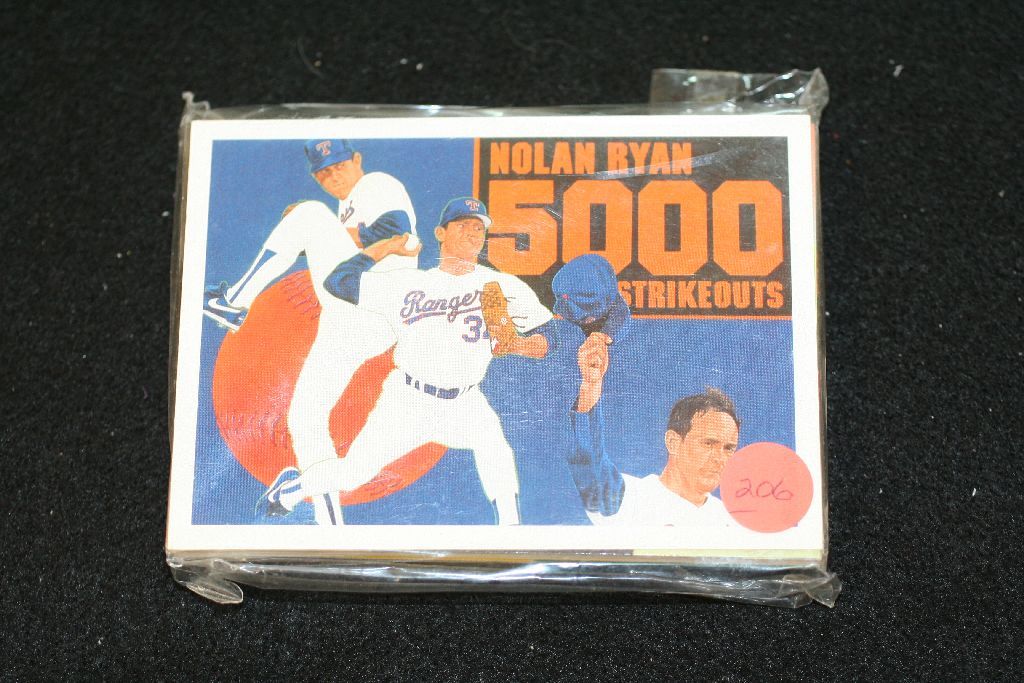 NOLAN RYAN
5000
STRIKEOUTS
T
T
Rangers
206